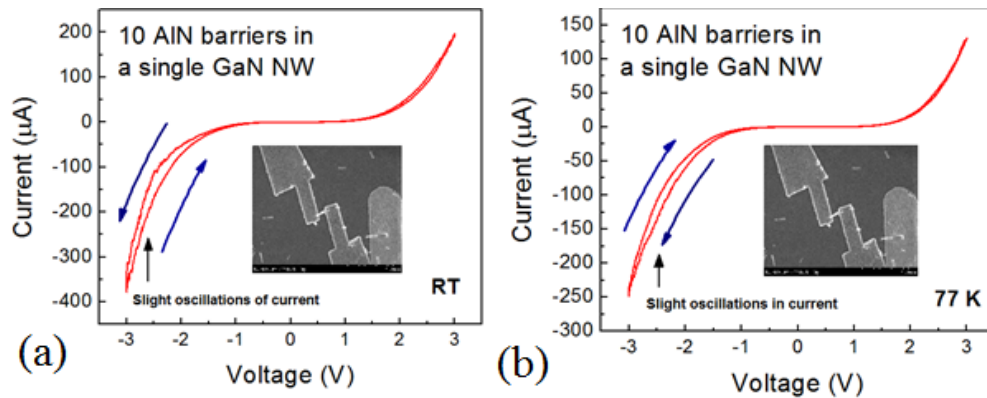 10 AlN barriers in
a single GaN NW
Current (µA)
200
100
0
-100
-200
-300
-400
Slight oscillations of current
RT
-3 -2 -1 0 1 2 3
Voltage (V)
(a)
10 AlN barriers in
a single GaN NW
Current (µA)
150
100
50
0
-50
-100
-150
-200
-250
-300
Slight oscillations in current
77 K
-3 -2 -1 0 1 2 3
Voltage (V)
(b)